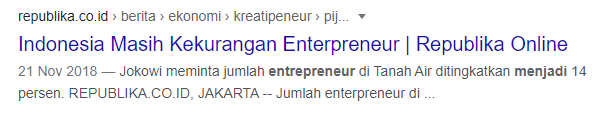 republika.co.id › berita › ekonomi › kreatipeneur › pij...
Indonesia Masih Kekurangan Enterpreneur | Republika Online
21 Nov 2018 — Jokowi meminta jumlah entrepreneur di Tanah Air ditingkatkan menjadi 14
persen. REPUBLIKA.CO.ID, JAKARTA -- Jumlah enterpreneur di ...